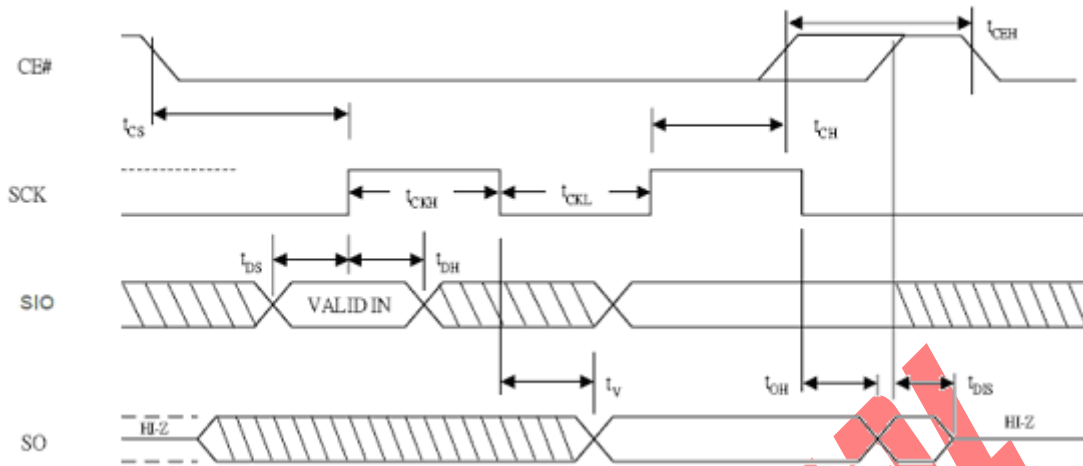 CE#
tCEH
tCS
tCH
SCK
tCKH
tCKL
tDS
tDH
SIO
VALID IN
tV
tOH
tDIS
SO
HI-Z
HI-Z